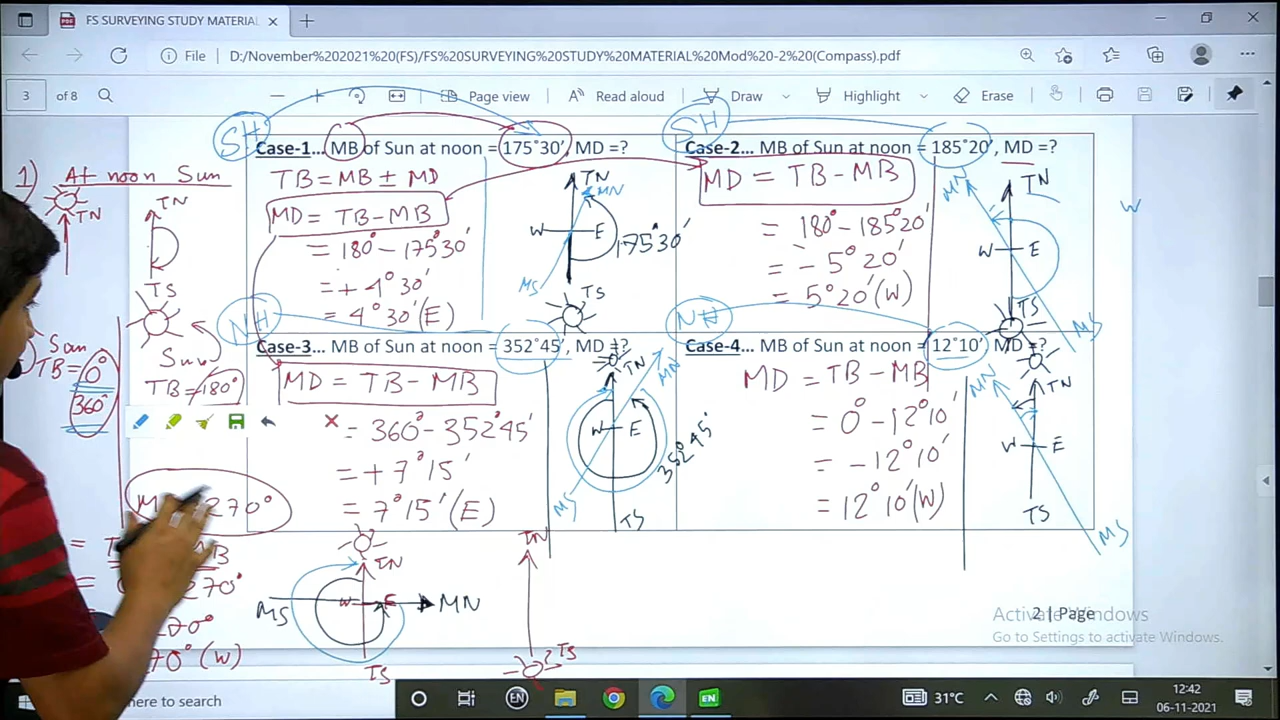 FS SURVEYING STUDY MATERIAL
File
D:/November%202021%20(FS)/FS%20SURVEYING%20STUDY%20MATERIAL%20Mod%20-2%20(Compass).pdf
3 of 8
Page view
Read aloud
Draw
Highlight
Erase
SH
Case-1... MB of Sun at noon = 175°30', MD =?
TB = MB ± MD
MD = TB - MB
= 180° - 175°30'
= + 4° 30'
= 4° 30' (E)
TN
MN
W
E
175°30'
MS
TS
SH
Case-2... MB of Sun at noon = 185°20', MD =?
MD = TB - MB
= 180° - 185°20'
= - 5° 20'
= 5° 20' (W)
MN
TN
W
E
TS
MS
W
1) At noon Sun
TN
TN
TS
Sun
TB = 180°
Sun
TB = 0°
360°
NH
Case-3... MB of Sun at noon = 352°45', MD =?
MD = TB - MB
= 360° - 352°45'
= + 7° 15'
= 7° 15' (E)
TN
MN
W
E
352°45'
MS
TS
NH
Case-4... MB of Sun at noon = 12°10', MD =?
MD = TB - MB
= 0° - 12°10'
= - 12°10'
= 12° 10' (W)
MN
TN
W
E
TS
MS
270°
= MB
= 270°
270°
70° (W)
TN
MS
W
E
MN
TS
TN
TS
2 | Page
Activate Windows
Go to Settings to activate Windows.
here to search
EN
EN
31°C
12:42
06-11-2021